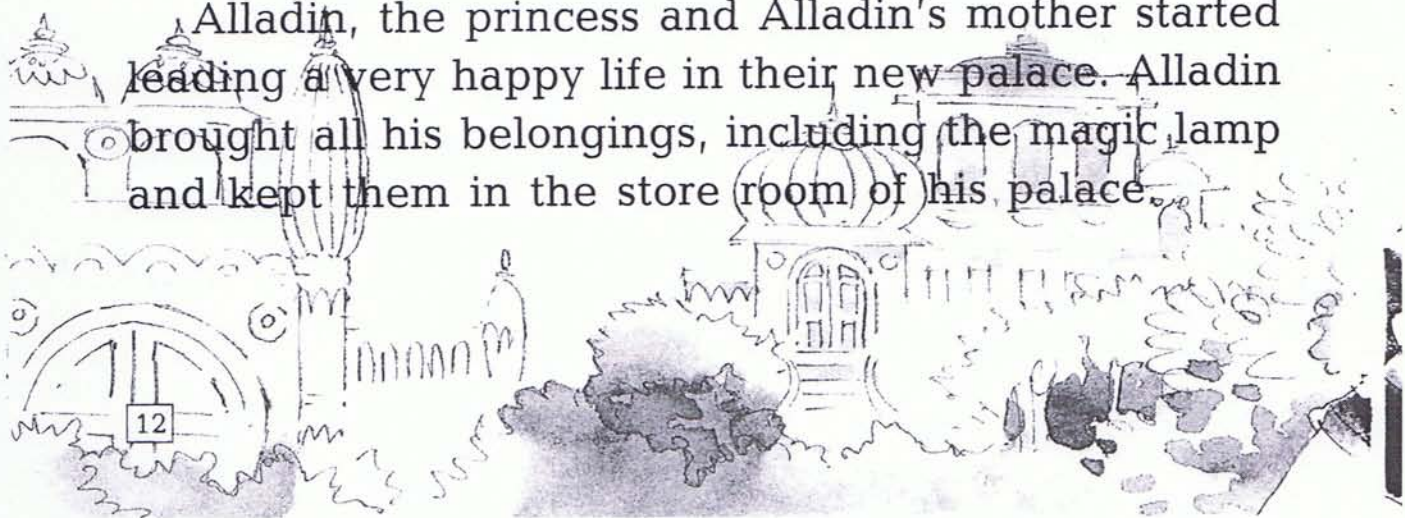 Alladin, the princess and Alladin's mother started
leading a very happy life in their new palace. Alladin
brought all his belongings, including the magic lamp
and kept them in the store room of his palace.
12